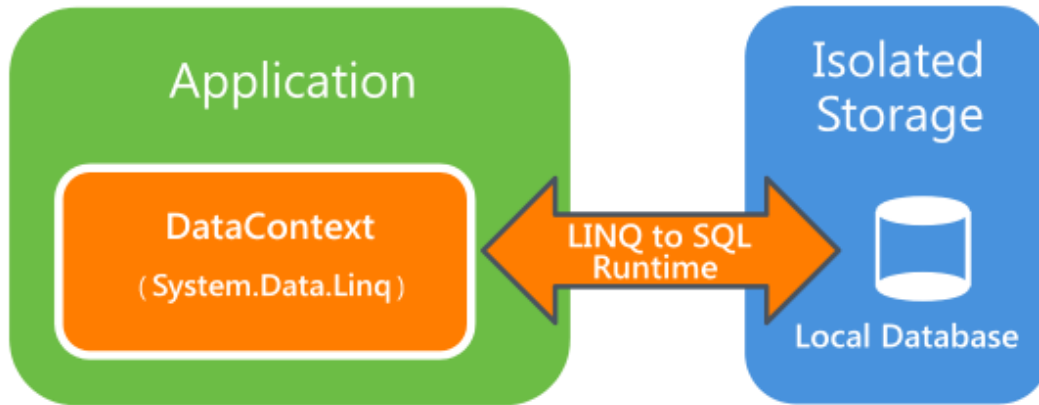 Application
DataContext
(System.Data.Linq)
LINQ to SQL
Runtime
Isolated
Storage
Local Database